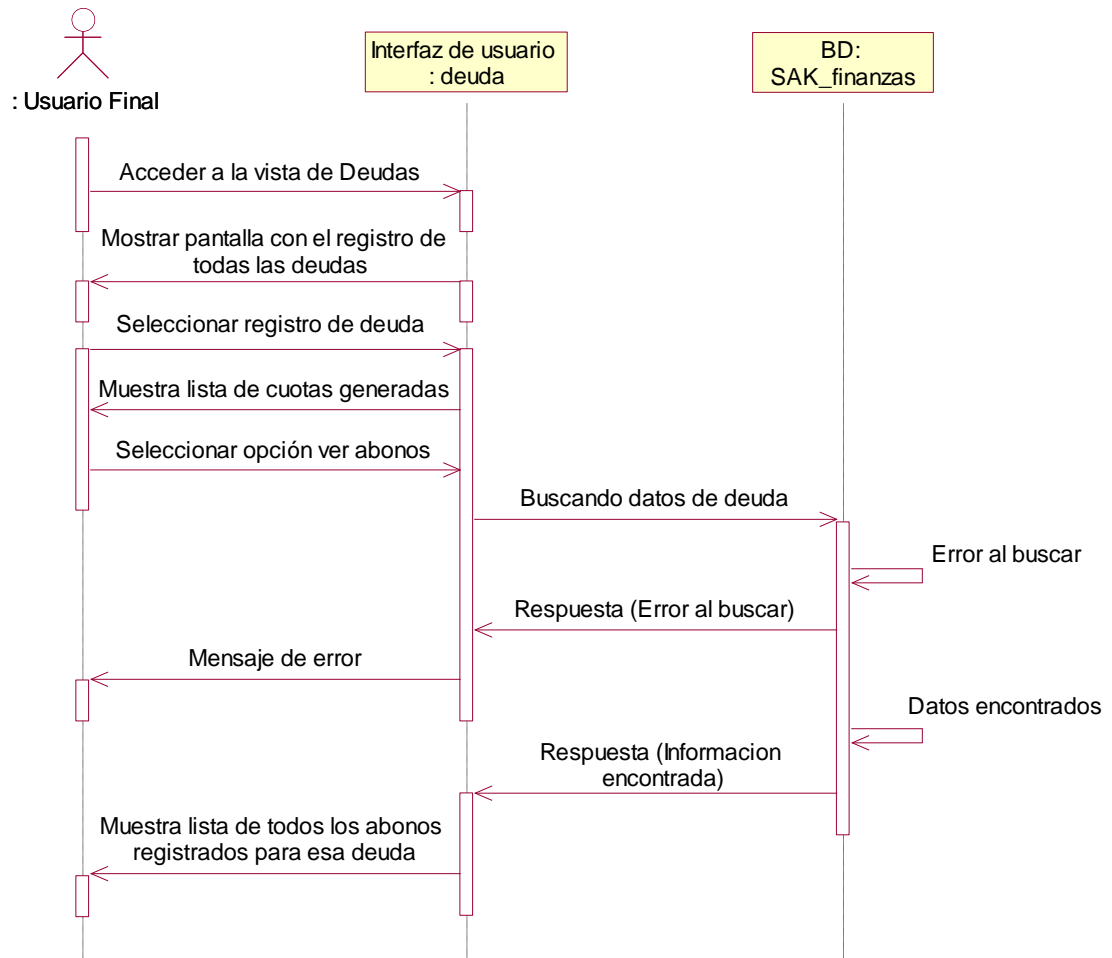 : Usuario Final
Interfaz de usuario
: deuda
BD:
SAK_finanzas
Acceder a la vista de Deudas
Mostrar pantalla con el registro de
todas las deudas
Seleccionar registro de deuda
Muestra lista de cuotas generadas
Seleccionar opción ver abonos
Buscando datos de deuda
Error al buscar
Respuesta (Error al buscar)
Mensaje de error
Datos encontrados
Respuesta (Informacion
encontrada)
Muestra lista de todos los abonos
registrados para esa deuda